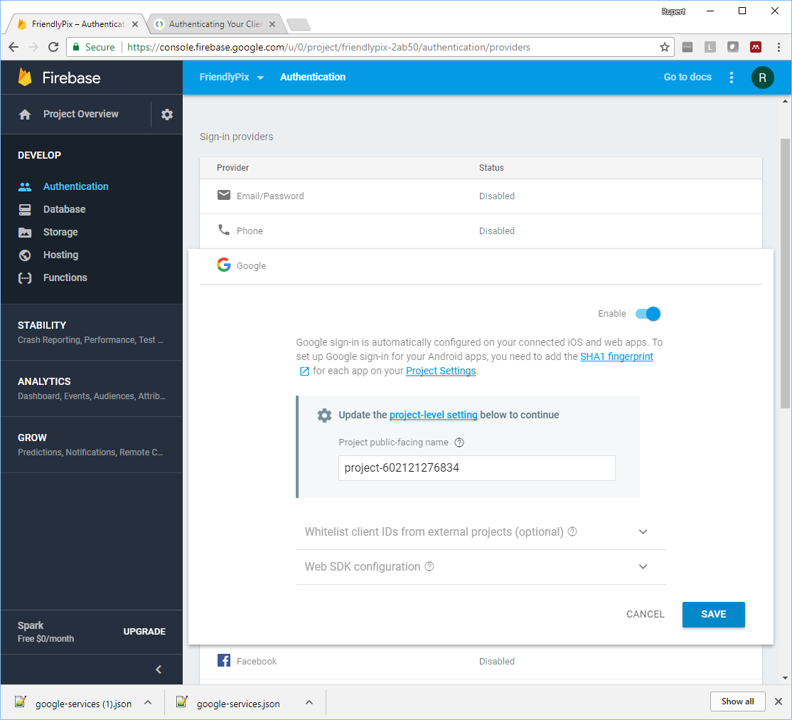 Rupert
FriendlyPix – Authenticat
Authenticating Your Clien
Secure
https://console.firebase.google.com/u/0/project/friendlypix-2ab50/authentication/providers
Firebase
FriendlyPix
Authentication
Go to docs
R
Project Overview
DEVELOP
Authentication
Database
Storage
Hosting
Functions
STABILITY
Crash Reporting, Performance, Test ...
ANALYTICS
Dashboard, Events, Audiences, Attrib...
GROW
Predictions, Notifications, Remote C...
Spark
Free $0/month
UPGRADE
Sign-in providers
Provider Status
Email/Password Disabled
Phone Disabled
Google
Enable
Google sign-in is automatically configured on your connected iOS and web apps. To
set up Google sign-in for your Android apps, you need to add the SHA1 fingerprint
for each app on your Project Settings.
Update the project-level setting below to continue
Project public-facing name
project-602121276834
Whitelist client IDs from external projects (optional)
Web SDK configuration
CANCEL SAVE
Facebook Disabled
google-services (1).json
google-services.json
Show all